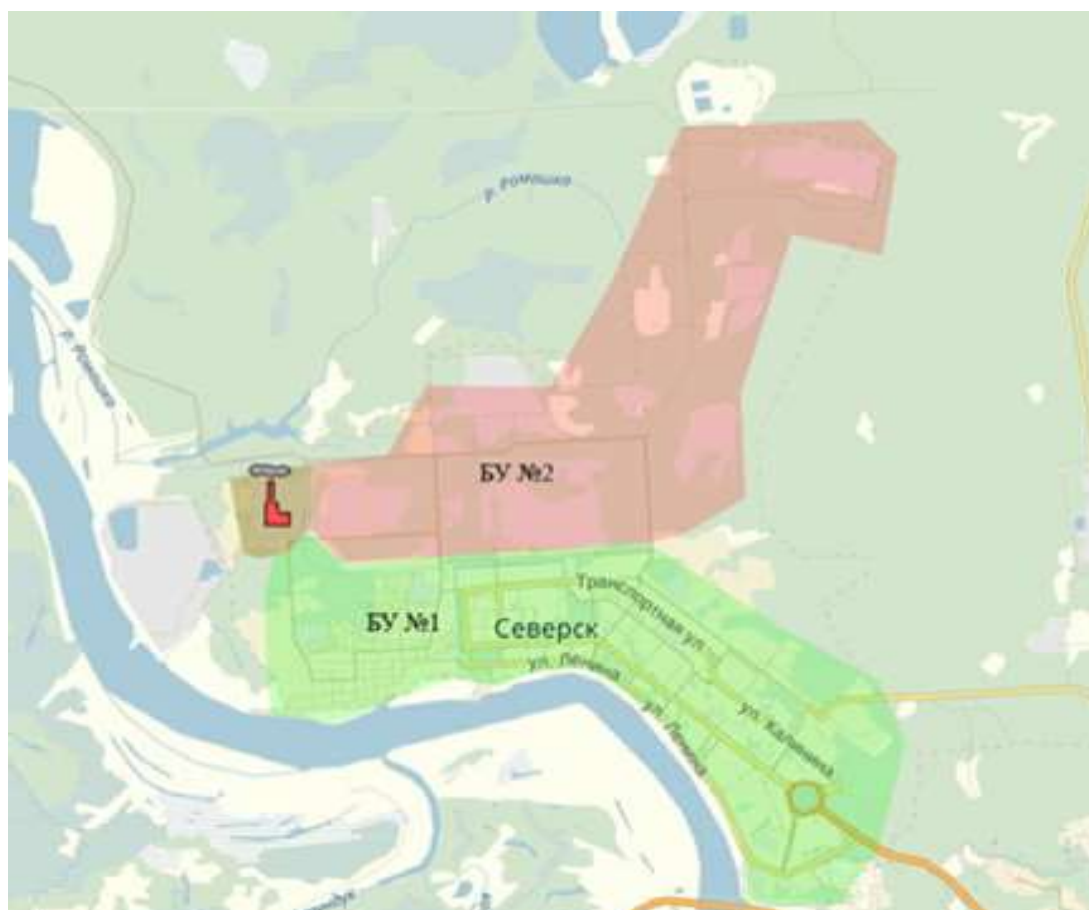 р. Ромашка
р. Ромашка
БУ №2
Транспортная ул.
БУ №1
Северск
ул. Ленина
ул. Ленина
ул. Калинина